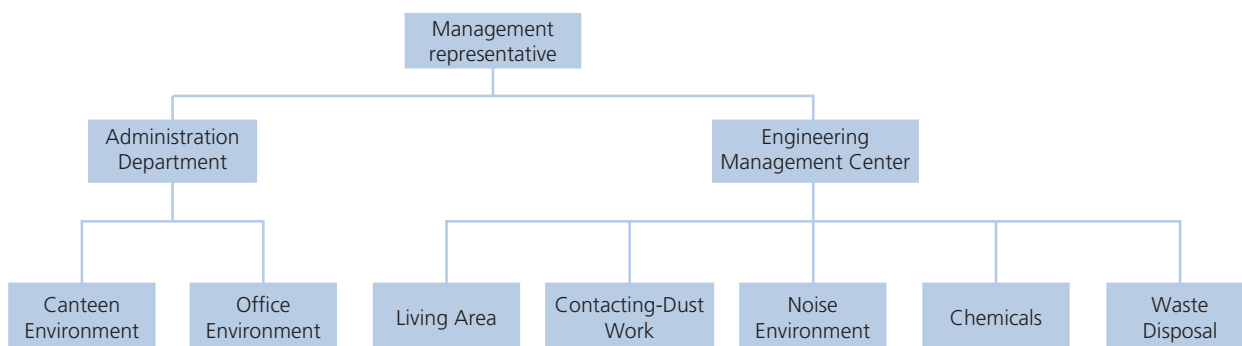 Management
representative
Administration
Department
Engineering
Management Center
Canteen
Environment
Office
Environment
Living Area
Contacting-Dust
Work
Noise
Environment
Chemicals
Waste
Disposal